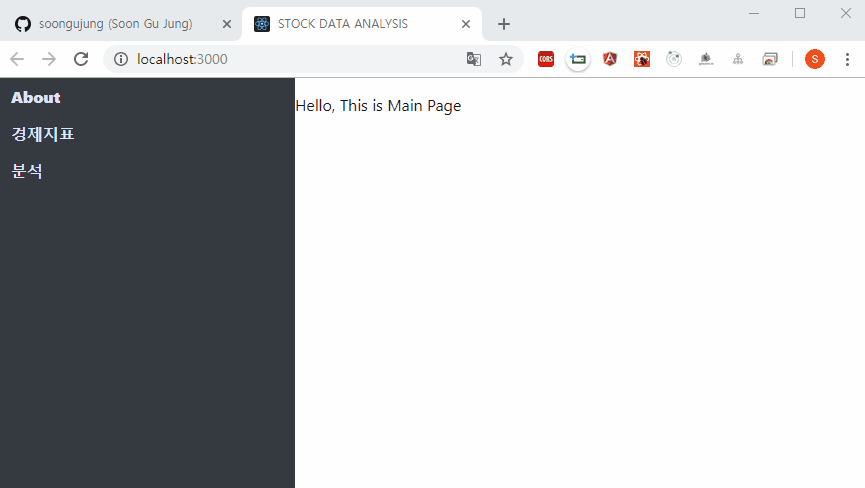 soongujung (Soon Gu Jung)
STOCK DATA ANALYSIS
localhost:3000
CORS
S
About
Hello, This is Main Page
경제지표
분석